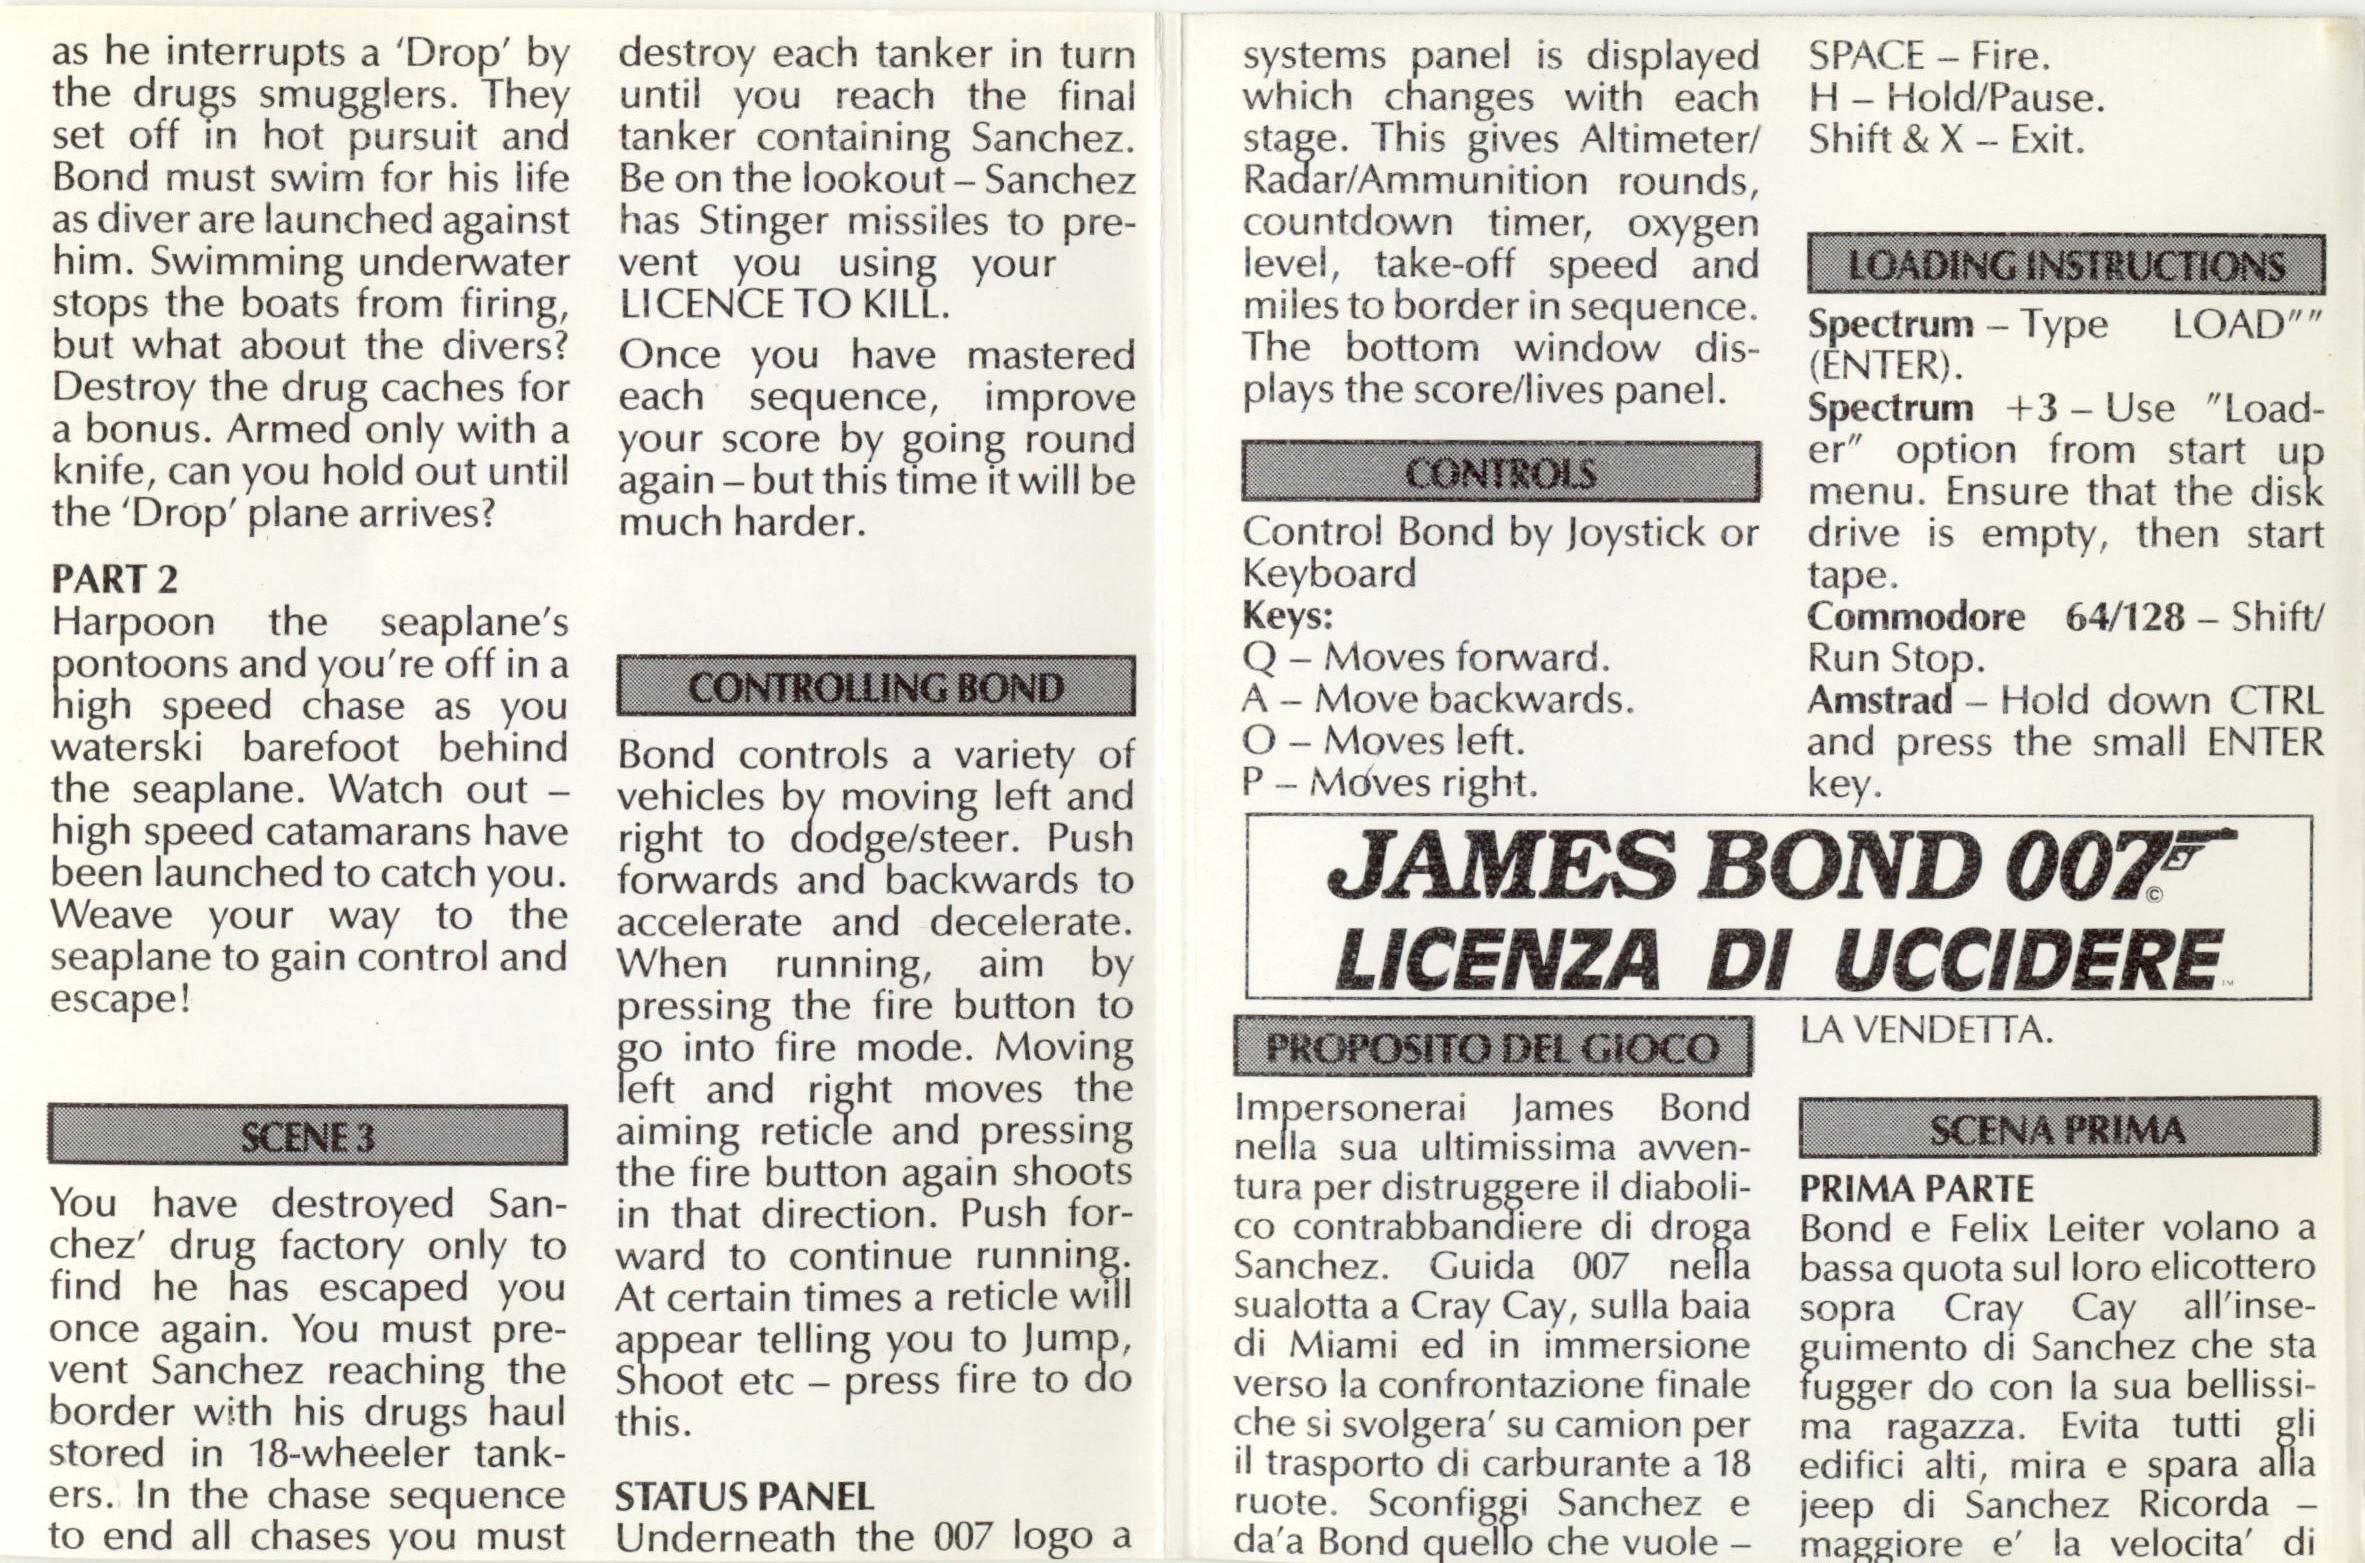 as he interrupts a ‘Drop’ by
the drugs smugglers. They
set off in hot pursuit and
Bond must swim for his life
as diver are launched against
him. Swimming underwater
stops the boats from firing,
but what about the divers?
Destroy the drug caches for
a bonus. Armed only with a
knife, can you hold out until
the ‘Drop’ plane arrives?
PART 2
Harpoon the seaplane’s
pontoons and you’re off in a
high speed chase as you
waterski barefoot behind
the seaplane. Watch out –
high speed catamarans have
been launched to catch you.
Weave your way to the
seaplane to gain control and
escape!
SCENE 3
You have destroyed San-
chez’ drug factory only to
find he has escaped you
once again. You must pre-
vent Sanchez reaching the
border with his drugs haul
stored in 18-wheeler tank-
ers. In the chase sequence
to end all chases you must
destroy each tanker in turn
until you reach the final
tanker containing Sanchez.
Be on the lookout – Sanchez
has Stinger missiles to pre-
vent you using your
LICENCE TO KILL.
Once you have mastered
each sequence, improve
your score by going round
again – but this time it will be
much harder.
CONTROLLING BOND
Bond controls a variety of
vehicles by moving left and
right to dodge/steer. Push
forwards and backwards to
accelerate and decelerate.
When running, aim by
pressing the fire button to
go into fire mode. Moving
left and right moves the
aiming reticle and pressing
the fire button again shoots
in that direction. Push for-
ward to continue running.
At certain times a reticle will
appear telling you to Jump,
Shoot etc – press fire to do
this.
STATUS PANEL
Underneath the 007 logo a
systems panel is displayed
which changes with each
stage. This gives Altimeter/
Radar/Ammunition rounds,
countdown timer, oxygen
level, take-off speed and
miles to border in sequence.
The bottom window dis-
plays the score/lives panel.
CONTROLS
Control Bond by Joystick or
Keyboard
Keys:
Q – Moves forward.
A – Move backwards.
O – Moves left.
P – Moves right.
SPACE – Fire.
H – Hold/Pause.
Shift & X – Exit.
LOADING INSTRUCTIONS
Spectrum – Type LOAD””
(ENTER).
Spectrum +3 – Use ”Load-
er” option from start up
menu. Ensure that the disk
drive is empty, then start
tape.
Commodore 64/128 – Shift/
Run Stop.
Amstrad – Hold down CTRL
and press the small ENTER
key.
JAMES BOND 007 ©
LICENZA DI UCCIDERE ™
PROPOSITO DEL GIOCO
Impersonerai James Bond
nella sua ultimissima avven-
tura per distruggere il diaboli-
co contrabbandiere di droga
Sanchez. Guida 007 nella
sualotta a Cray Cay, sulla baia
di Miami ed in immersione
verso la confrontazione finale
che si svolgera’ su camion per
il trasporto di carburante a 18
ruote. Sconfiggi Sanchez e
da’a Bond quello che vuole –
LA VENDETTA.
SCENA PRIMA
PRIMA PARTE
Bond e Felix Leiter volano a
bassa quota sul loro elicottero
sopra Cray Cay all’inse-
guimento di Sanchez che sta
fugger do con la sua bellissi-
ma ragazza. Evita tutti gli
edifici alti, mira e spara alla
jeep di Sanchez Ricorda –
maggiore e’ la velocita’ di